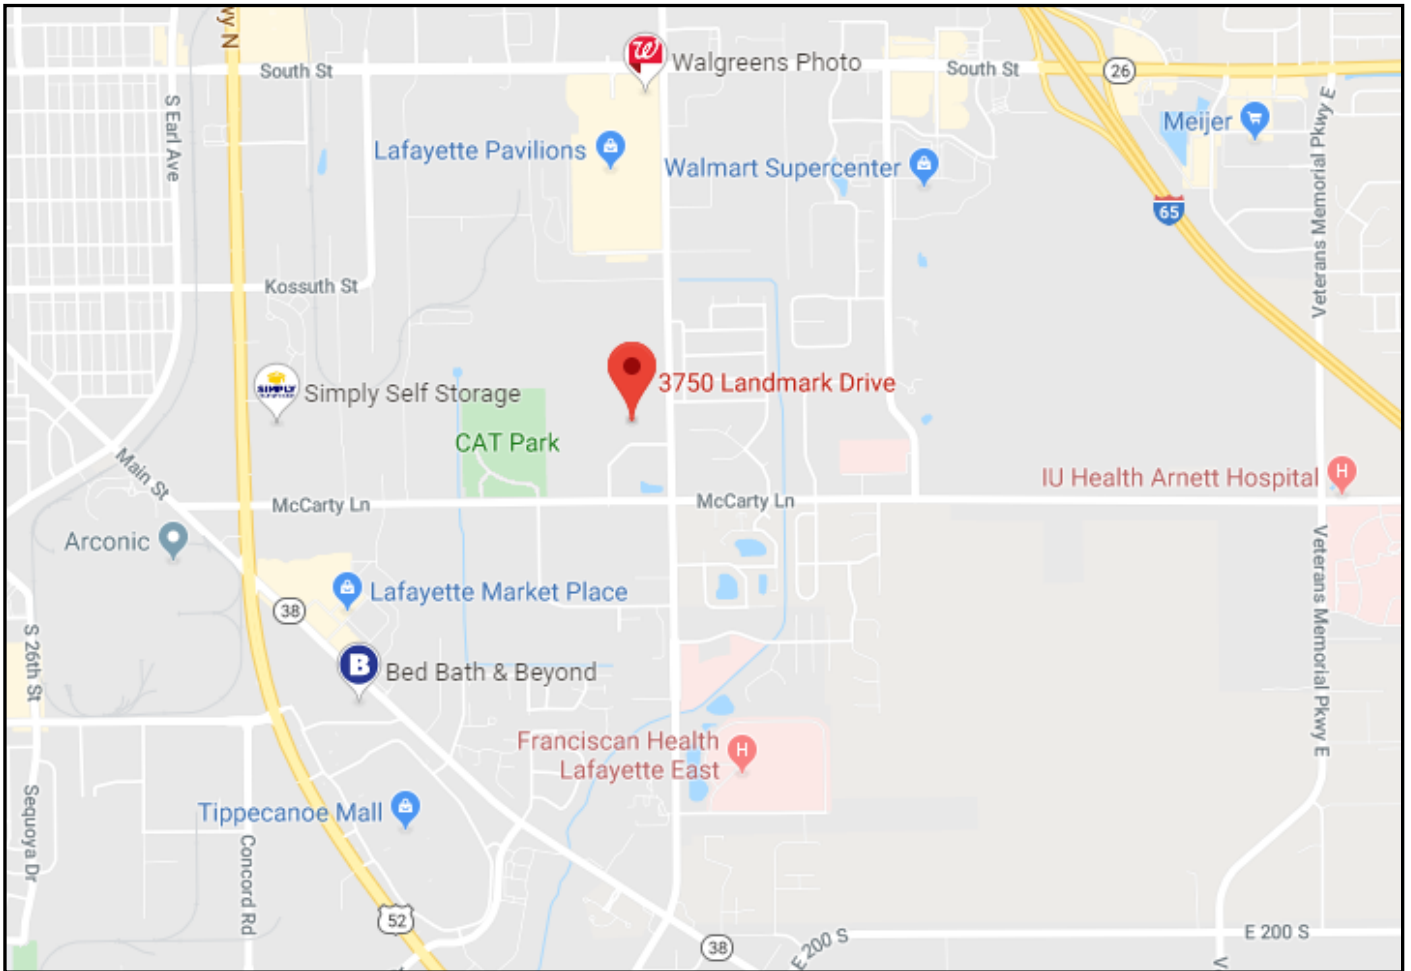 wy N
South St
Walgreens Photo
South St
26
S Earl Ave
Lafayette Pavilions
Walmart Supercenter
Meijer
Veterans Memorial Pkwy E
65
Kossuth St
SIMPLY
Simply Self Storage
3750 Landmark Drive
CAT Park
Main St
McCarty Ln
McCarty Ln
IU Health Arnett Hospital
H
Arconic
Lafayette Market Place
38
B
Bed Bath & Beyond
S 26th St
Veterans Memorial Pkwy E
Franciscan Health
Lafayette East
H
Tippecanoe Mall
Sequoya Dr
Concord Rd
52
38
E 200 S
E 200 S
V